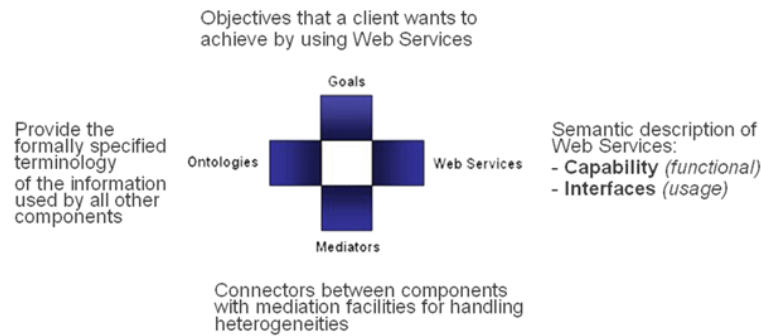 Objectives that a client wants to
achieve by using Web Services
Goals
Provide the
formally specified
terminology
of the information
used by all other
components
Ontologies
Web Services
Semantic description of
Web Services:
- Capability (functional)
- Interfaces (usage)
Mediators
Connectors between components
with mediation facilities for handling
heterogeneities